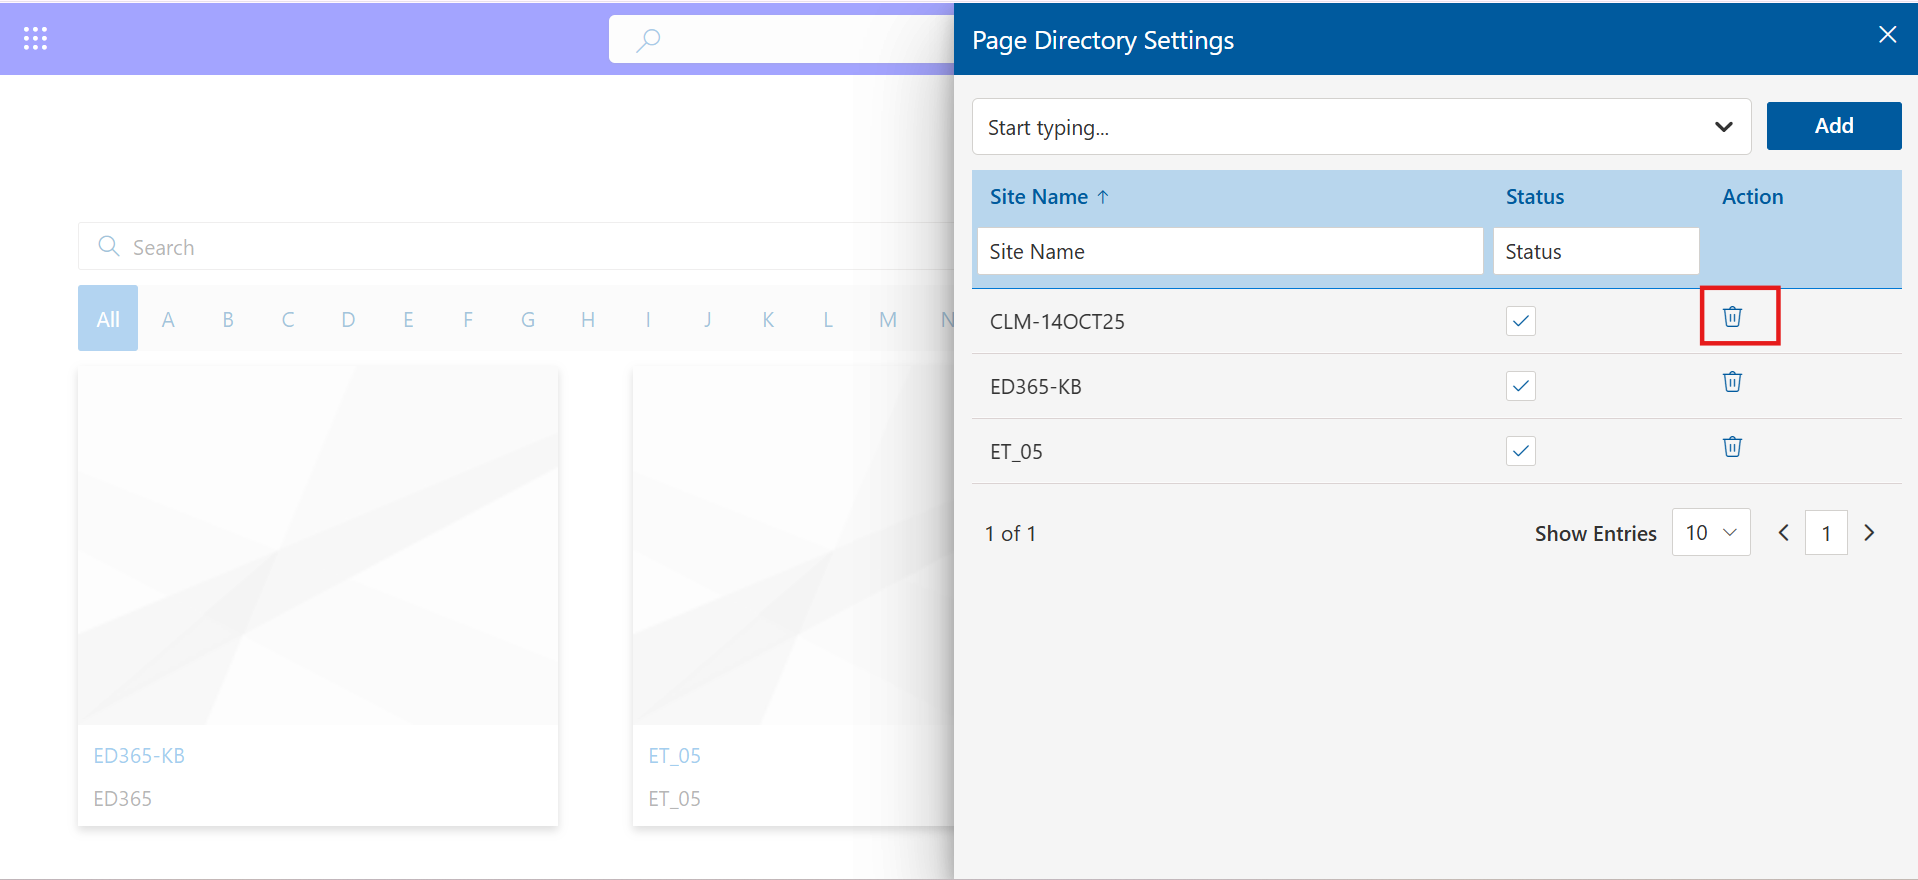 Page Directory Settings
Start typing...
Add
Site Name ↑ Status Action
Site Name Status
CLM-14OCT25
ED365-KB
ET_05
1 of 1 Show Entries 10 1
Search
All A B C D E F G H I J K L M N
ED365-KB
ED365
ET_05
ET_05